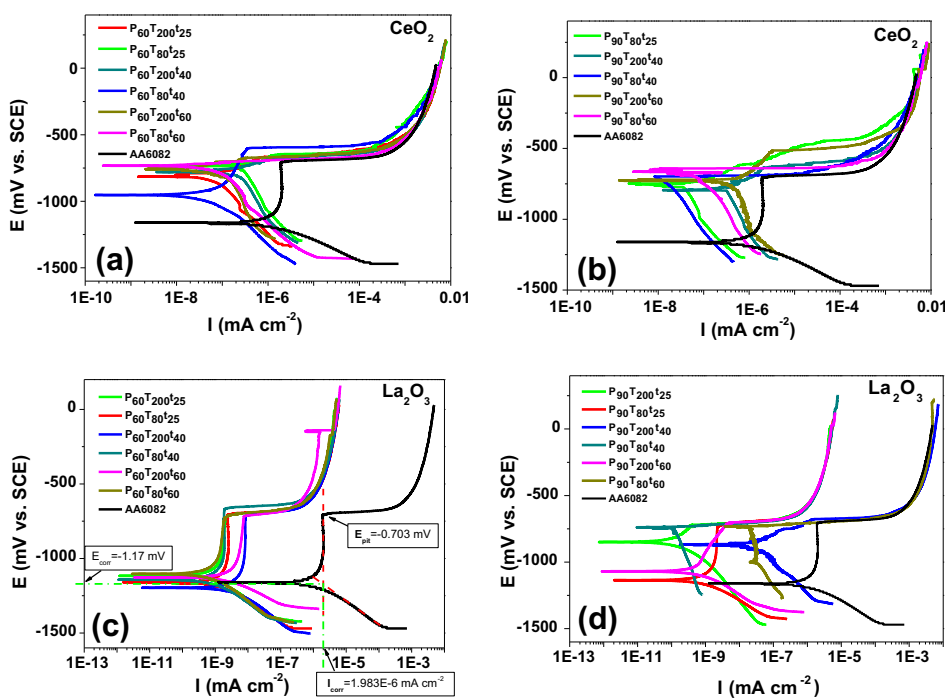 (a)
CeO₂
P₆₀T₂₀₀t₂₅
P₆₀T₈₀t₂₅
P₆₀T₂₀₀t₄₀
P₆₀T₈₀t₄₀
P₆₀T₂₀₀t₆₀
P₆₀T₈₀t₆₀
AA6082
E (mV vs. SCE)
0
-500
-1000
-1500
1E-10 1E-8 1E-6 1E-4 0.01
I (mA cm⁻²)
(b)
CeO₂
P₉₀T₈₀t₂₅
P₉₀T₂₀₀t₄₀
P₉₀T₈₀t₄₀
P₉₀T₂₀₀t₆₀
P₉₀T₈₀t₆₀
AA6082
E (mV vs. SCE)
0
-500
-1000
-1500
1E-10 1E-8 1E-6 1E-4 0.01
I (mA cm⁻²)
(c)
La₂O₃
P₆₀T₂₀₀t₂₅
P₆₀T₈₀t₂₅
P₆₀T₂₀₀t₄₀
P₆₀T₈₀t₄₀
P₆₀T₂₀₀t₆₀
P₆₀T₈₀t₆₀
AA6082
E (mV vs. SCE)
0
-500
-1000
-1500
E_corr=-1.17 mV
E_pit=-0.703 mV
1E-13 1E-11 1E-9 1E-7 1E-5 1E-3
I (mA cm⁻²)
I_corr=1.983E-6 mA cm⁻²
(d)
La₂O₃
P₉₀T₂₀₀t₂₅
P₉₀T₈₀t₂₅
P₉₀T₂₀₀t₄₀
P₉₀T₈₀t₄₀
P₉₀T₂₀₀t₆₀
P₉₀T₈₀t₆₀
AA6082
E (mV vs. SCE)
0
-500
-1000
-1500
1E-13 1E-11 1E-9 1E-7 1E-5 1E-3
I (mA cm⁻²)